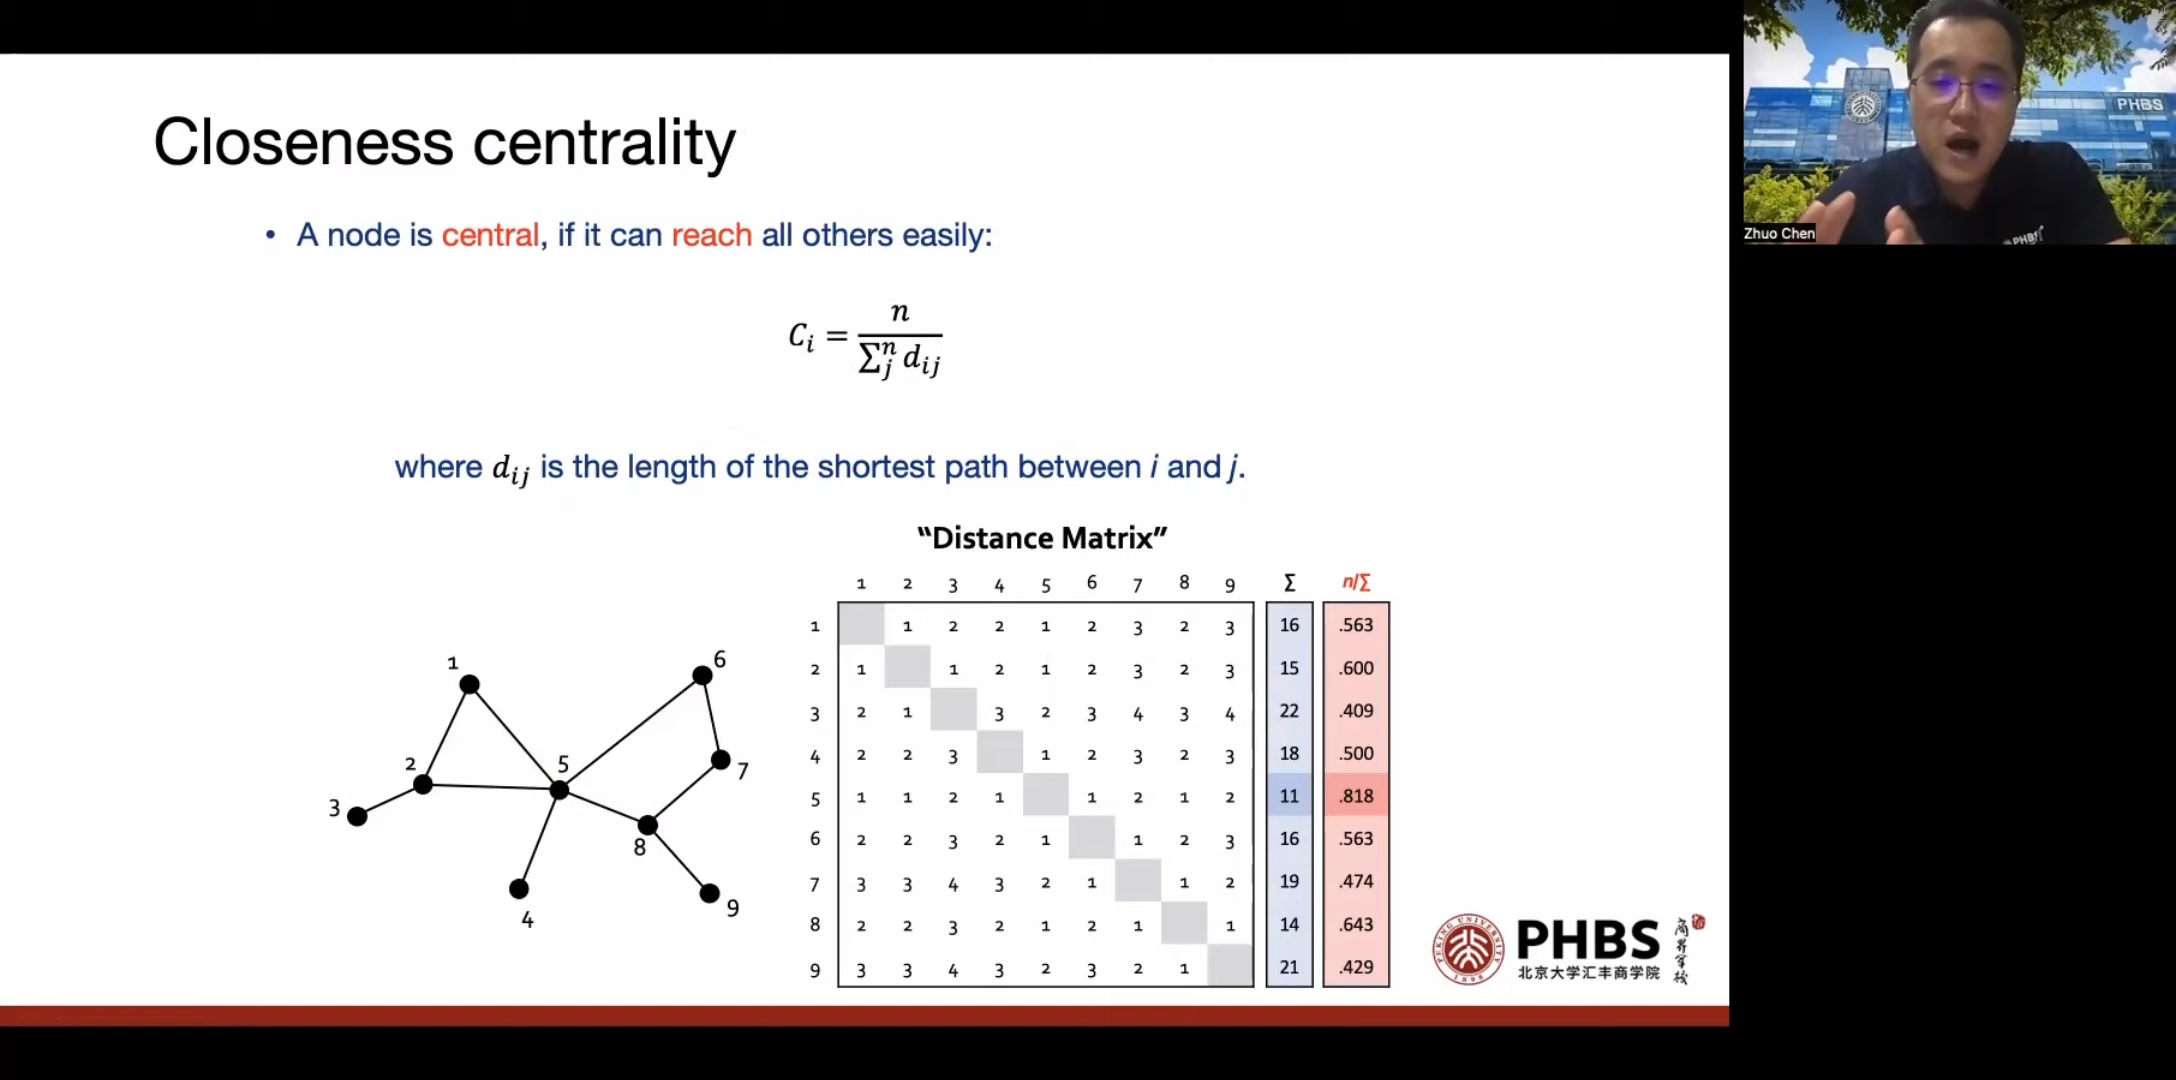 PHBS
Zhuo Chen
PHBS
Closeness centrality
• A node is central, if it can reach all others easily:
C_i = n / Σ_j^n d_ij
where d_ij is the length of the shortest path between i and j.
"Distance Matrix"
1 2 3 4 5 6 7 8 9 Σ n/Σ
1 1 2 2 1 2 3 2 3 16 .563
2 1 1 2 1 2 3 2 3 15 .600
3 2 1 3 2 3 4 3 4 22 .409
4 2 2 3 1 2 3 2 3 18 .500
5 1 1 2 1 1 2 1 2 11 .818
6 2 2 3 2 1 1 2 3 16 .563
7 3 3 4 3 2 1 1 2 19 .474
8 2 2 3 2 1 2 1 1 14 .643
9 3 3 4 3 2 3 2 1 21 .429
1
6
2
5
7
3
8
4
9
PEKING UNIVERSITY
1898
PHBS
北京大学汇丰商学院